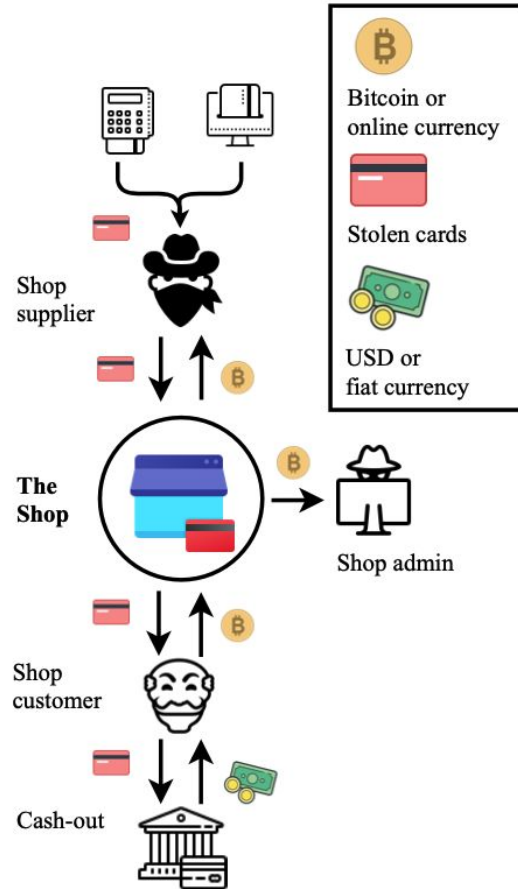 Bitcoin or
online currency
Stolen cards
USD or
fiat currency
Shop
supplier
The
Shop
Shop admin
Shop
customer
Cash-out